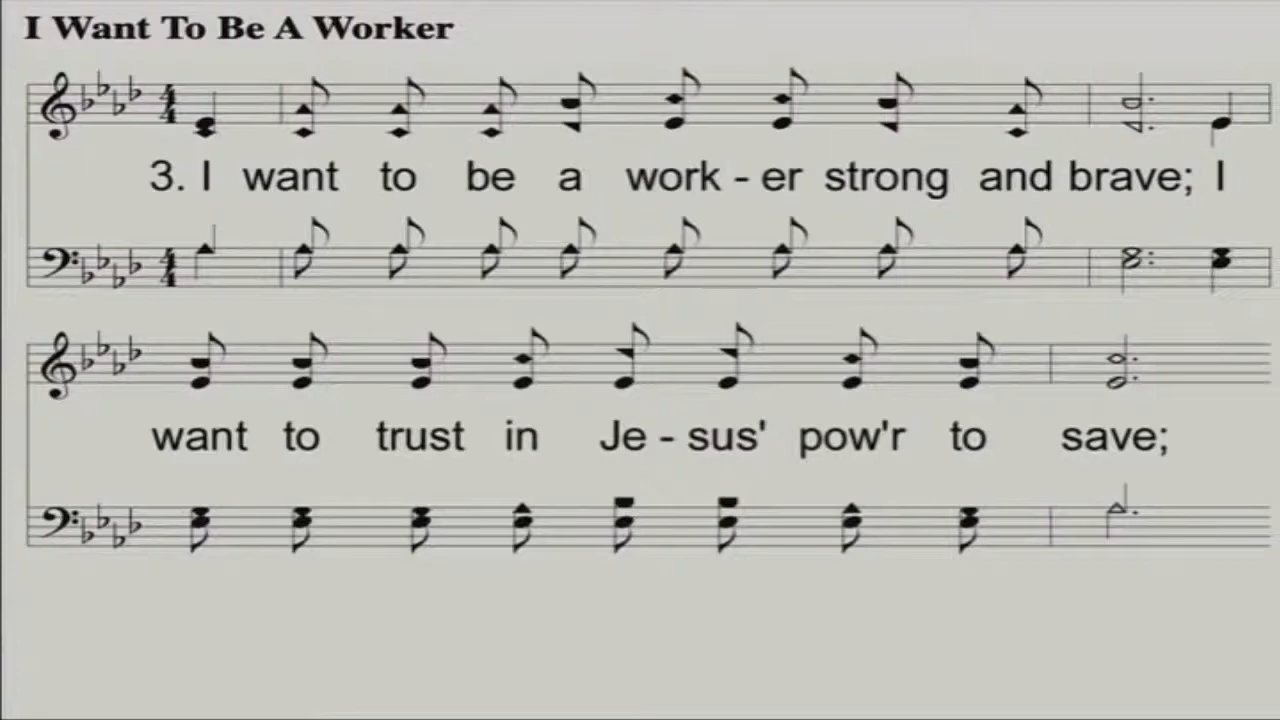 I Want To Be A Worker
3. I want to be a work - er strong and brave; I
want to trust in Je - sus' pow'r to save;